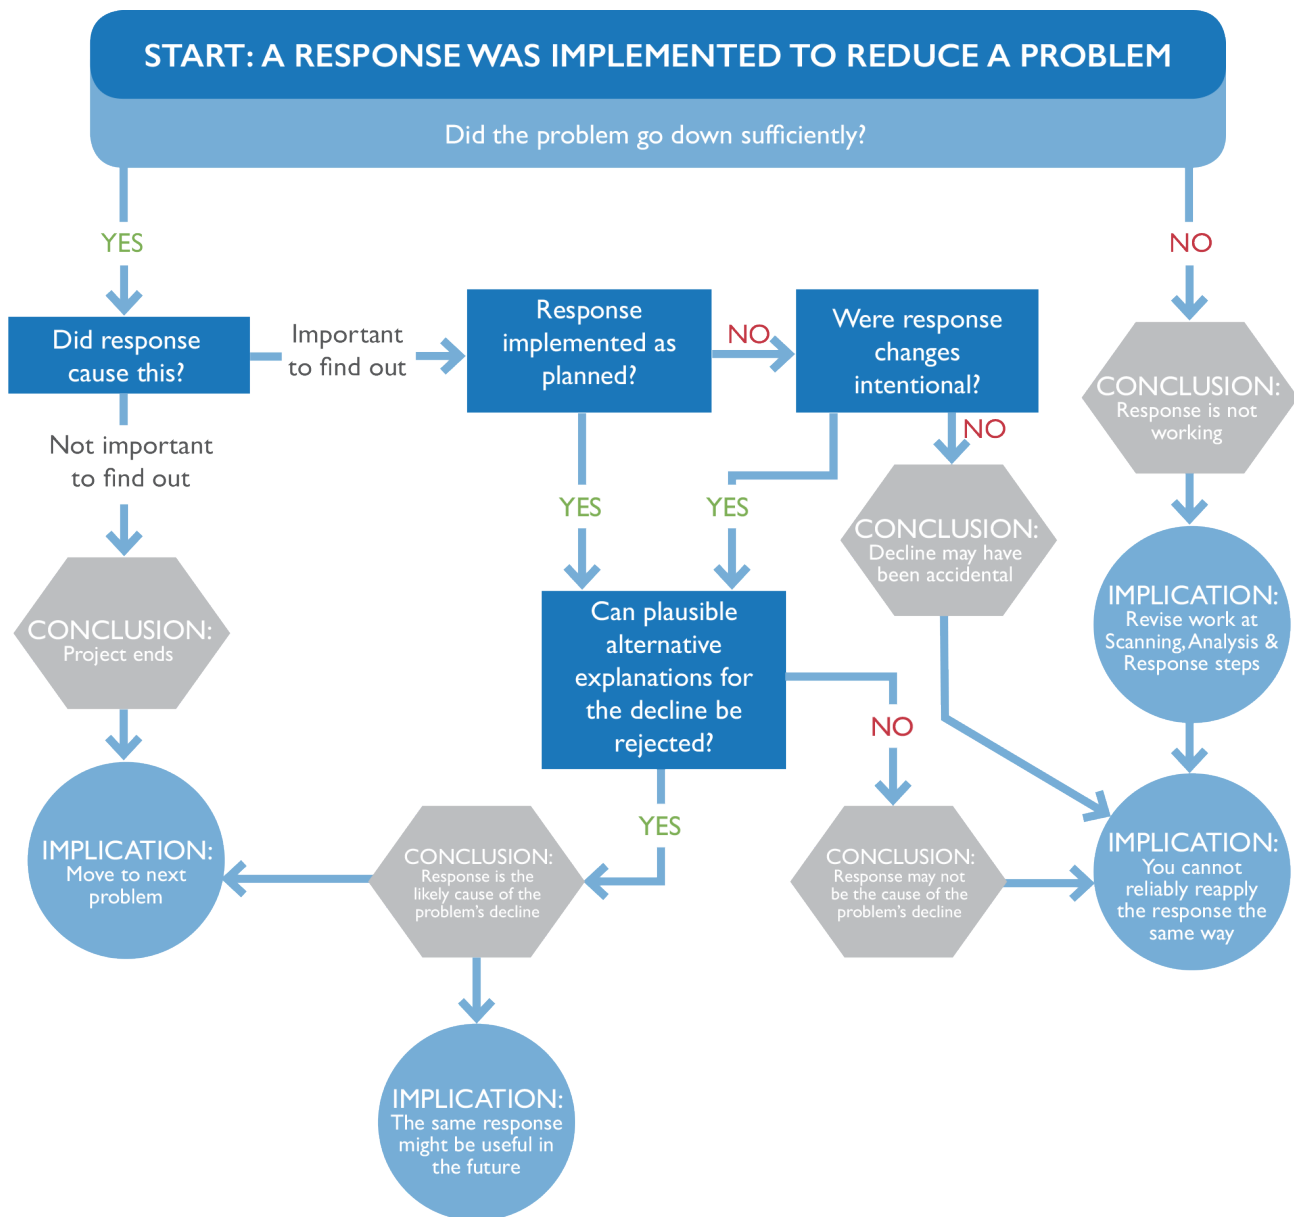 START: A RESPONSE WAS IMPLEMENTED TO REDUCE A PROBLEM
Did the problem go down sufficiently?
YES
NO
Did response
cause this?
Important
to find out
Response
implemented as
planned?
NO
Were response
changes
intentional?
CONCLUSION:
Response is not
working
Not important
to find out
YES
YES
NO
CONCLUSION:
Decline may have
been accidental
IMPLICATION:
Revise work at
Scanning, Analysis &
Response steps
CONCLUSION:
Project ends
Can plausible
alternative
explanations for
the decline be
rejected?
NO
YES
IMPLICATION:
Move to next
problem
CONCLUSION:
Response is the
likely cause of the
problem's decline
CONCLUSION:
Response may not
be the cause of the
problem's decline
IMPLICATION:
You cannot
reliably reapply
the response the
same way
IMPLICATION:
The same response
might be useful in
the future